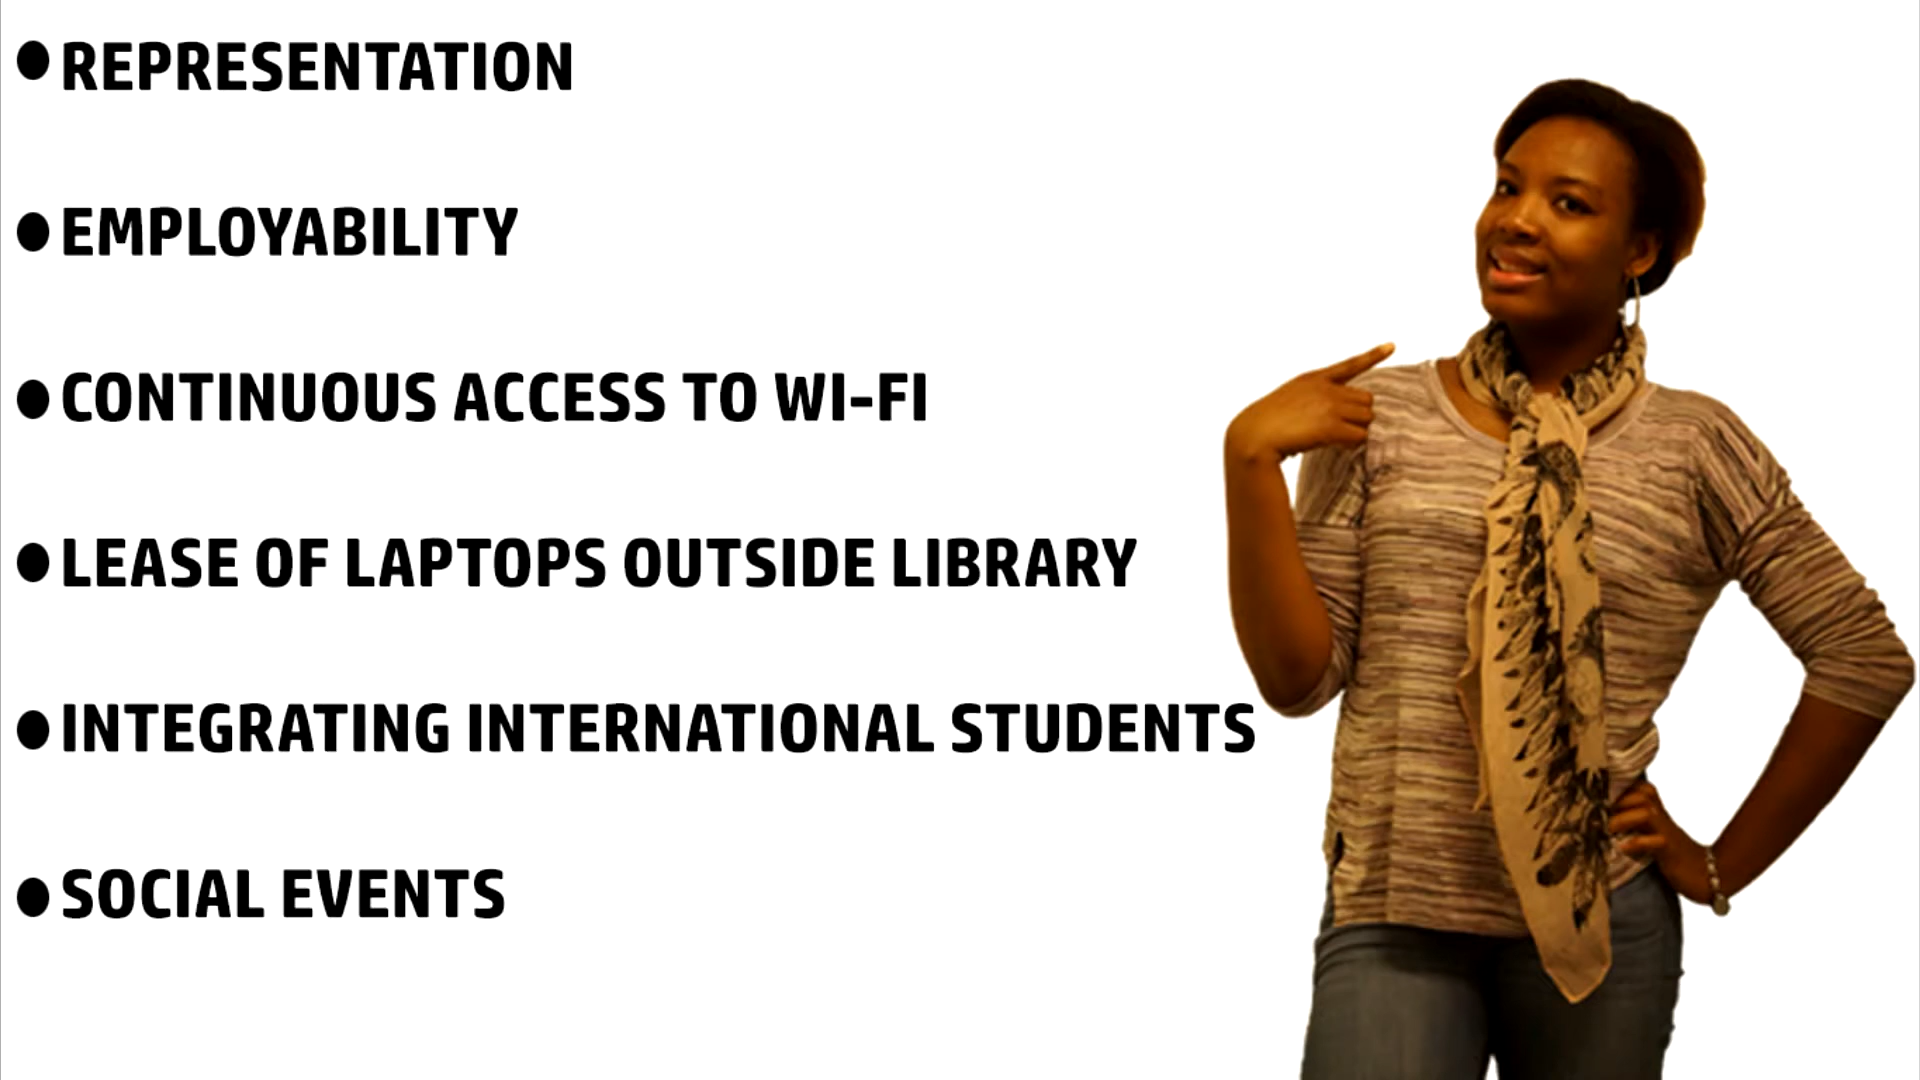 ● REPRESENTATION
● EMPLOYABILITY
● CONTINUOUS ACCESS TO WI-FI
● LEASE OF LAPTOPS OUTSIDE LIBRARY
● INTEGRATING INTERNATIONAL STUDENTS
● SOCIAL EVENTS